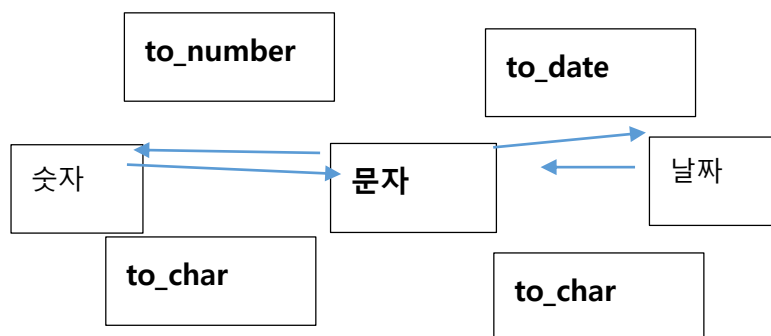 to_number
to_date
숫자
문자
날짜
to_char
to_char